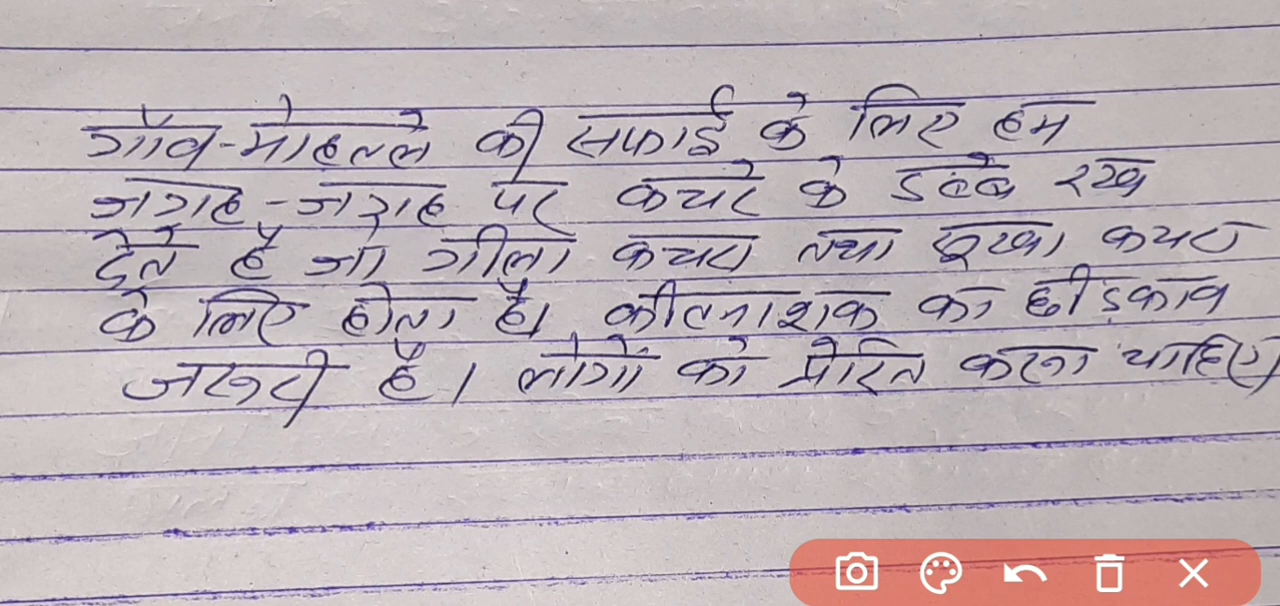 गाँव-मोहल्ले की सफाई के लिए हम
जगह-जगह पर कचरे के डब्बे रख
देते हैं जो गीला कचरा तथा सूखा कचरा
के लिए होता है। कीटनाशक का छीड़काव
जरूरी है। लोगों को प्रेरित करना चाहिए।